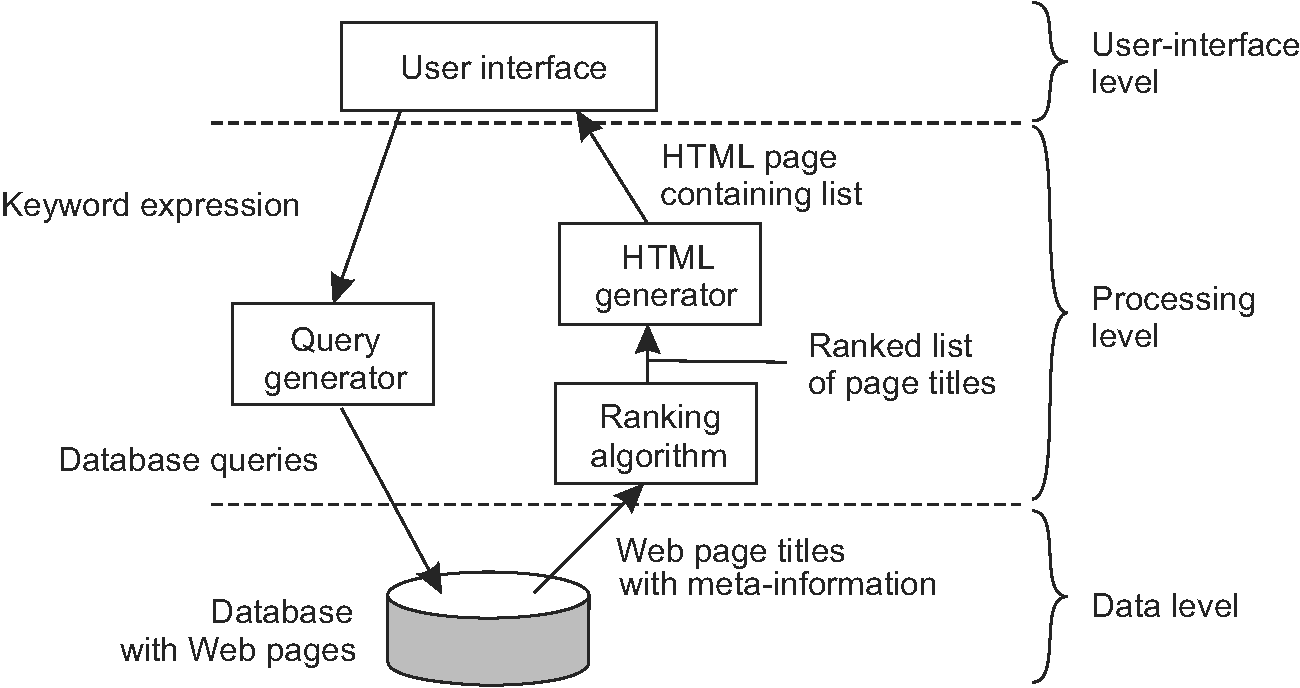 User interface
User-interface
level
HTML page
containing list
Keyword expression
HTML
generator
Processing
level
Query
generator
Ranked list
of page titles
Ranking
algorithm
Database queries
Web page titles
with meta-information
Database
with Web pages
Data level